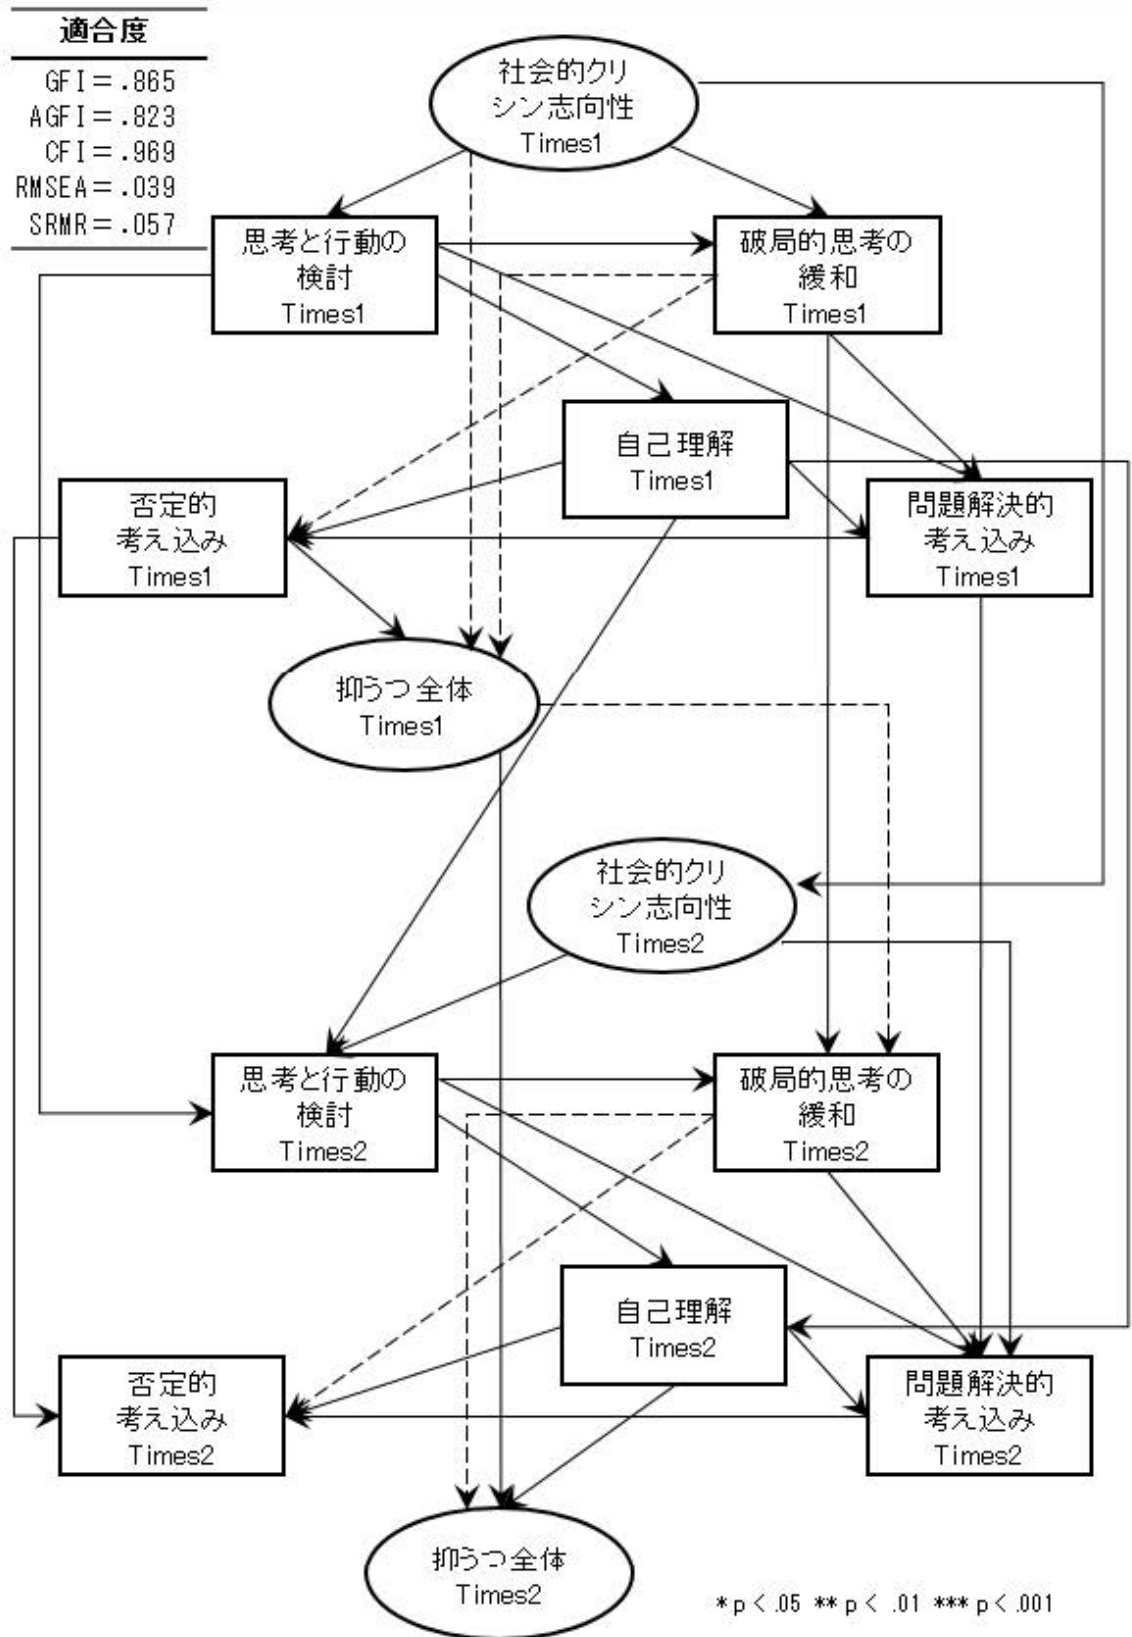 適合度
GFI＝.865
AGFI＝.823
CFI＝.969
RMSEA＝.039
SRMR＝.057
社会的クリ
シン志向性
Times1
思考と行動の
検討
Times1
破局的思考の
緩和
Times1
自己理解
Times1
否定的
考え込み
Times1
問題解決的
考え込み
Times1
抑うつ全体
Times1
社会的クリ
シン志向性
Times2
思考と行動の
検討
Times2
破局的思考の
緩和
Times2
自己理解
Times2
否定的
考え込み
Times2
問題解決的
考え込み
Times2
抑うつ全体
Times2
*p < .05 **p < .01 ***p < .001